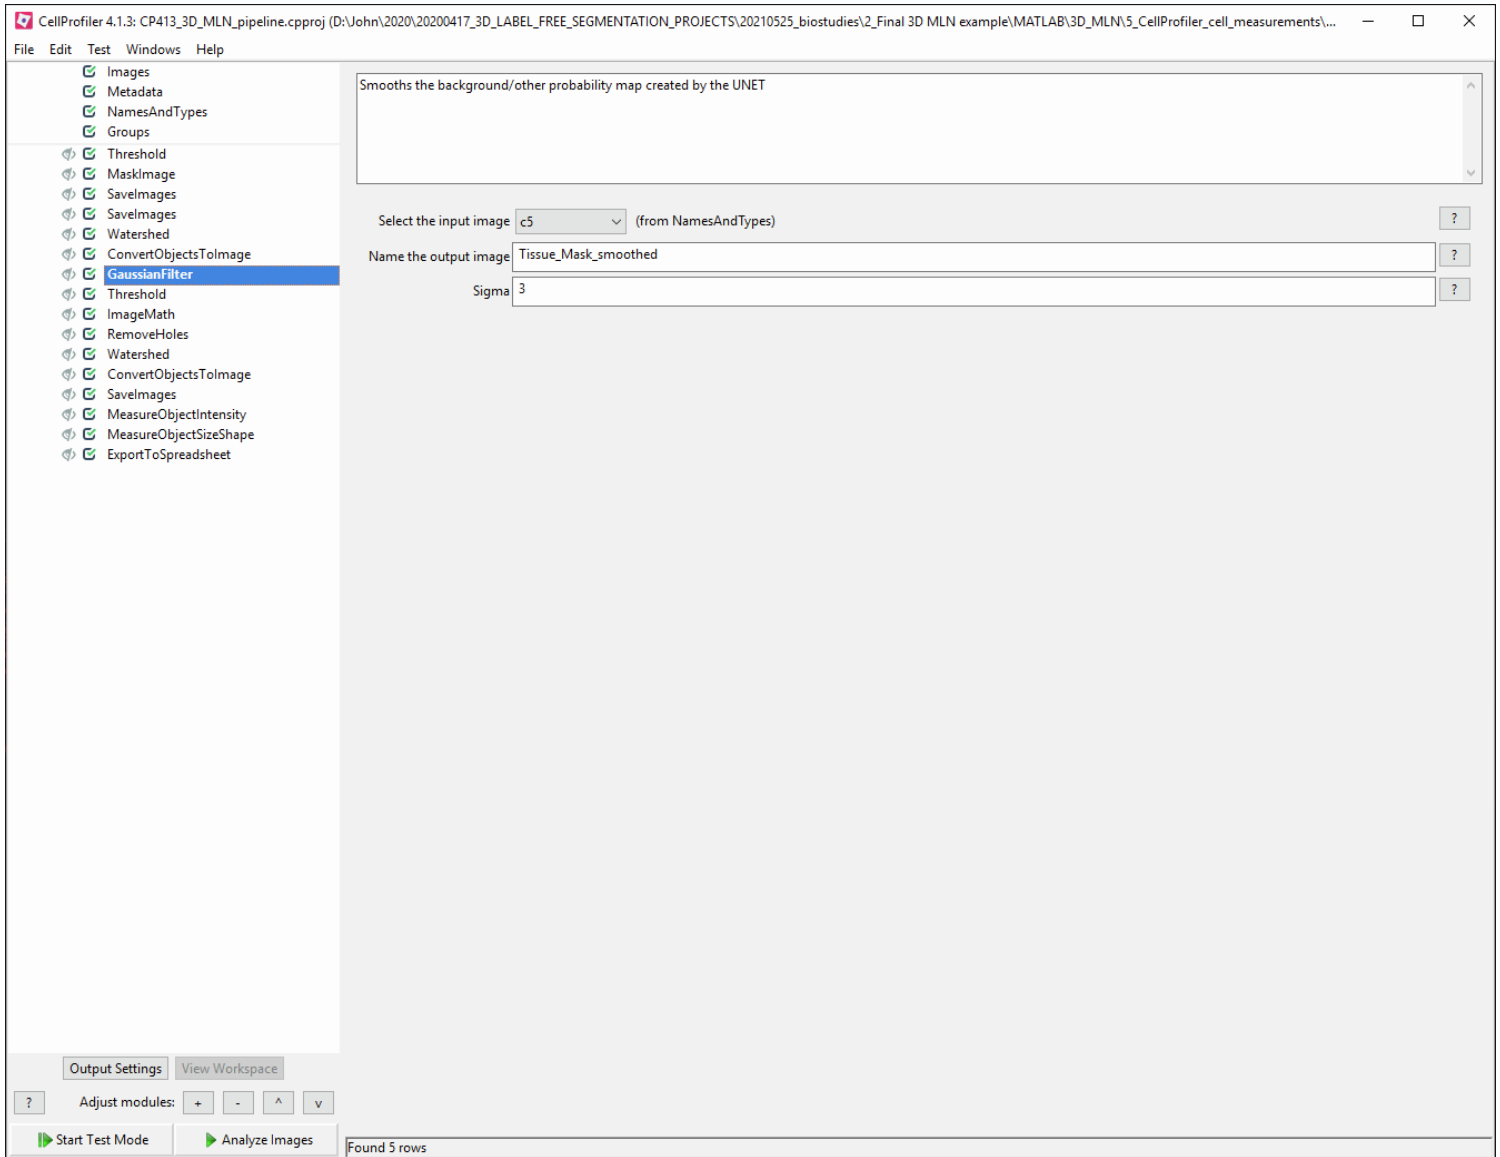 CellProfiler 4.1.3: CP413_3D_MLN_pipeline.cpproj (D:\John\2020\20200417_3D_LABEL_FREE_SEGMENTATION_PROJECTS\20210525_biostudies\2_Final 3D MLN example\MATLAB\3D_MLN\5_CellProfiler_cell_measurements\...
File Edit Test Windows Help
Images
Metadata
NamesAndTypes
Groups
Threshold
MaskImage
SaveImages
SaveImages
Watershed
ConvertObjectsToImage
GaussianFilter
Threshold
ImageMath
RemoveHoles
Watershed
ConvertObjectsToImage
SaveImages
MeasureObjectIntensity
MeasureObjectSizeShape
ExportToSpreadsheet
Smooths the background/other probability map created by the UNET
Select the input image c5 (from NamesAndTypes) ?
Name the output image Tissue_Mask_smoothed ?
Sigma 3 ?
Output Settings View Workspace
? Adjust modules: + - ^ v
Start Test Mode Analyze Images
Found 5 rows